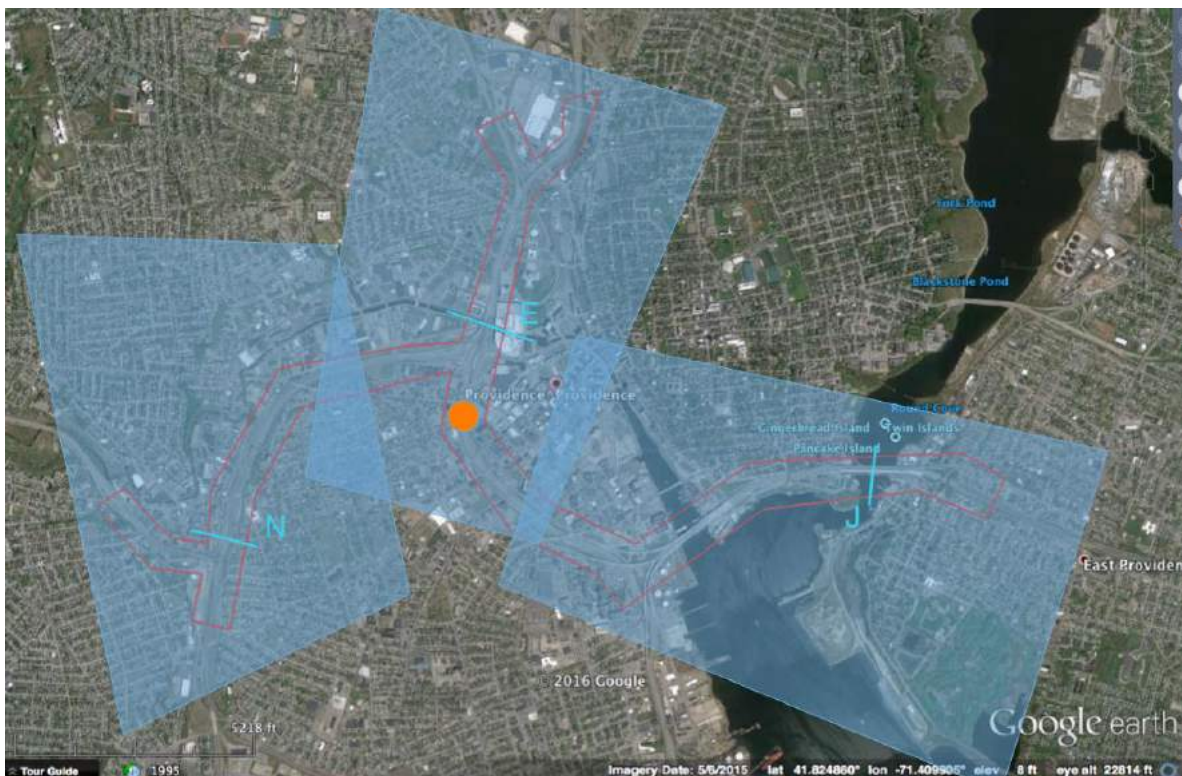 Fork Pond
Blackstone Pond
E
Providence Providence
Round Cove
Gingerbread Island Twin Islands
Pancake Island
N
J
East Providen
© 2016 Google
5218 ft
Google earth
Tour Guide 1995 Imagery Date: 5/6/2015 lat 41.824860° lon -71.409905° elev 8 ft eye alt 22814 ft